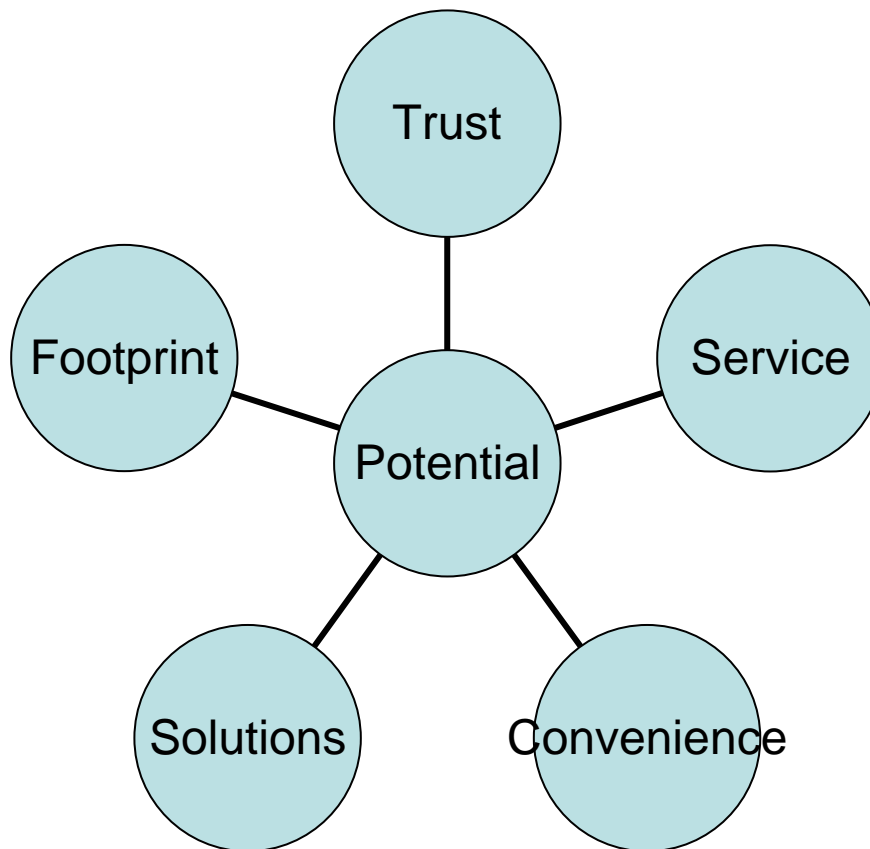 Trust
Footprint
Service
Potential
Solutions
Convenience